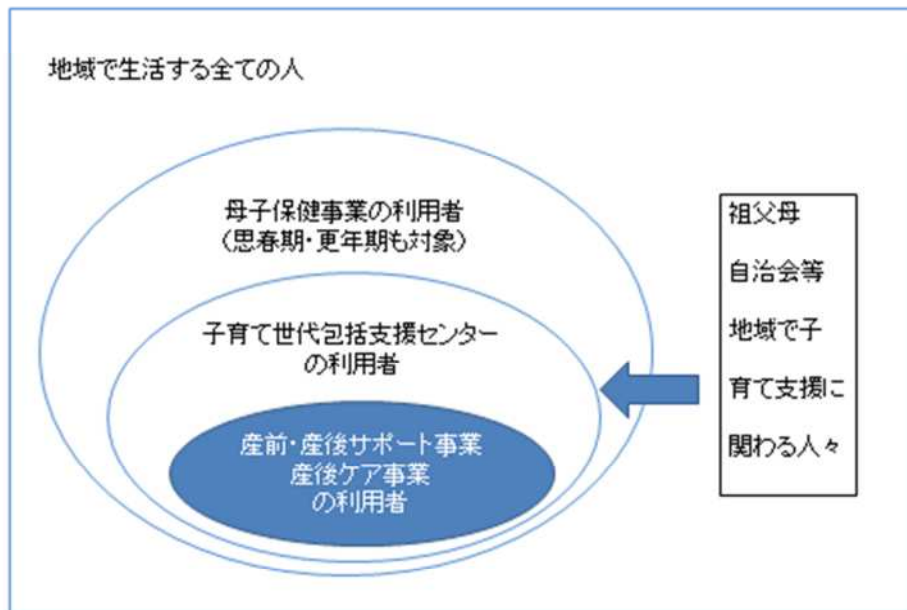 地域で生活する全ての人
母子保健事業の利用者
(思春期・更年期も対象)
子育て世代包括支援センター
の利用者
産前・産後サポート事業
産後ケア事業
の利用者
祖父母
自治会等
地域で子
育て支援に
関わる人々